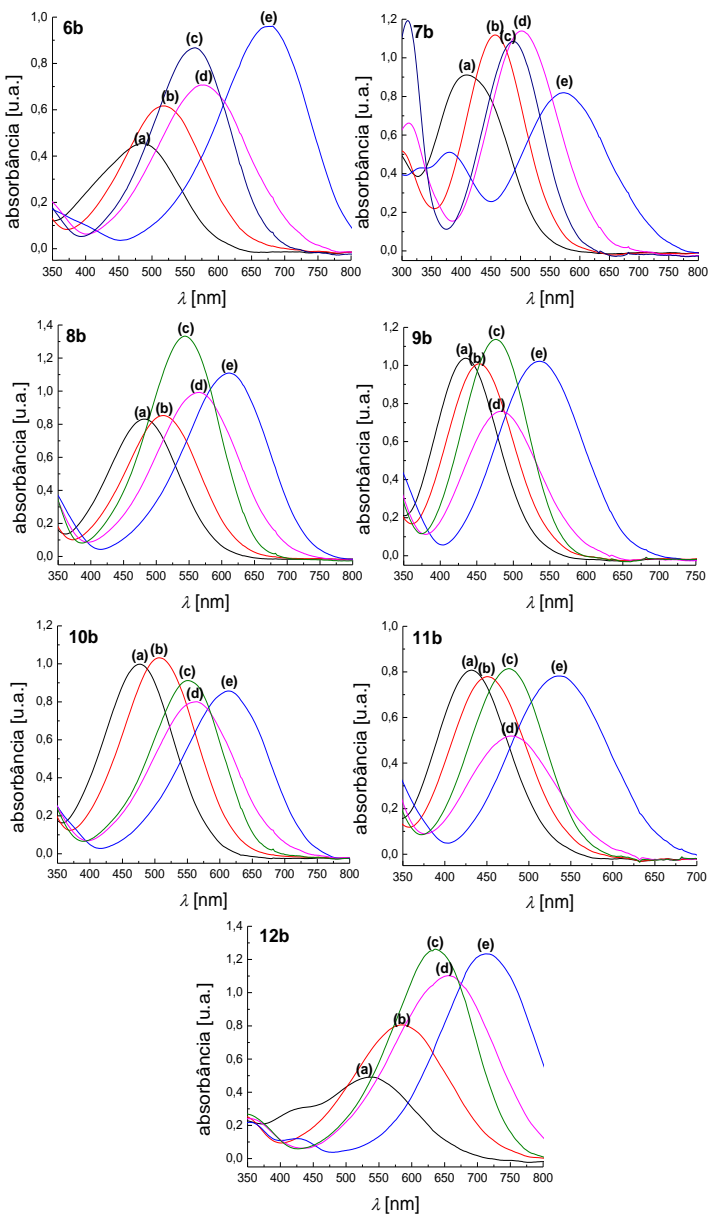 6b
(a)
(b)
(c)
(d)
(e)
absorbância [u.a.]
1,0
0,8
0,6
0,4
0,2
0,0
350 400 450 500 550 600 650 700 750 800
λ [nm]
7b
(a)
(b)
(c)
(d)
(e)
absorbância [u.a.]
1,2
1,0
0,8
0,6
0,4
0,2
0,0
300 350 400 450 500 550 600 650 700 750 800
λ [nm]
8b
(a)
(b)
(c)
(d)
(e)
absorbância [u.a.]
1,4
1,2
1,0
0,8
0,6
0,4
0,2
0,0
350 400 450 500 550 600 650 700 750 800
λ [nm]
9b
(a)
(b)
(c)
(d)
(e)
absorbância [u.a.]
1,2
1,0
0,8
0,6
0,4
0,2
0,0
350 400 450 500 550 600 650 700 750
λ [nm]
10b
(a)
(b)
(c)
(d)
(e)
absorbância [u.a.]
1,2
1,0
0,8
0,6
0,4
0,2
0,0
350 400 450 500 550 600 650 700 750 800
λ [nm]
11b
(a)
(b)
(c)
(d)
(e)
absorbância [u.a.]
1,0
0,8
0,6
0,4
0,2
0,0
350 400 450 500 550 600 650 700
λ [nm]
12b
(a)
(b)
(c)
(d)
(e)
absorbância [u.a.]
1,4
1,2
1,0
0,8
0,6
0,4
0,2
0,0
350 400 450 500 550 600 650 700 750 800
λ [nm]